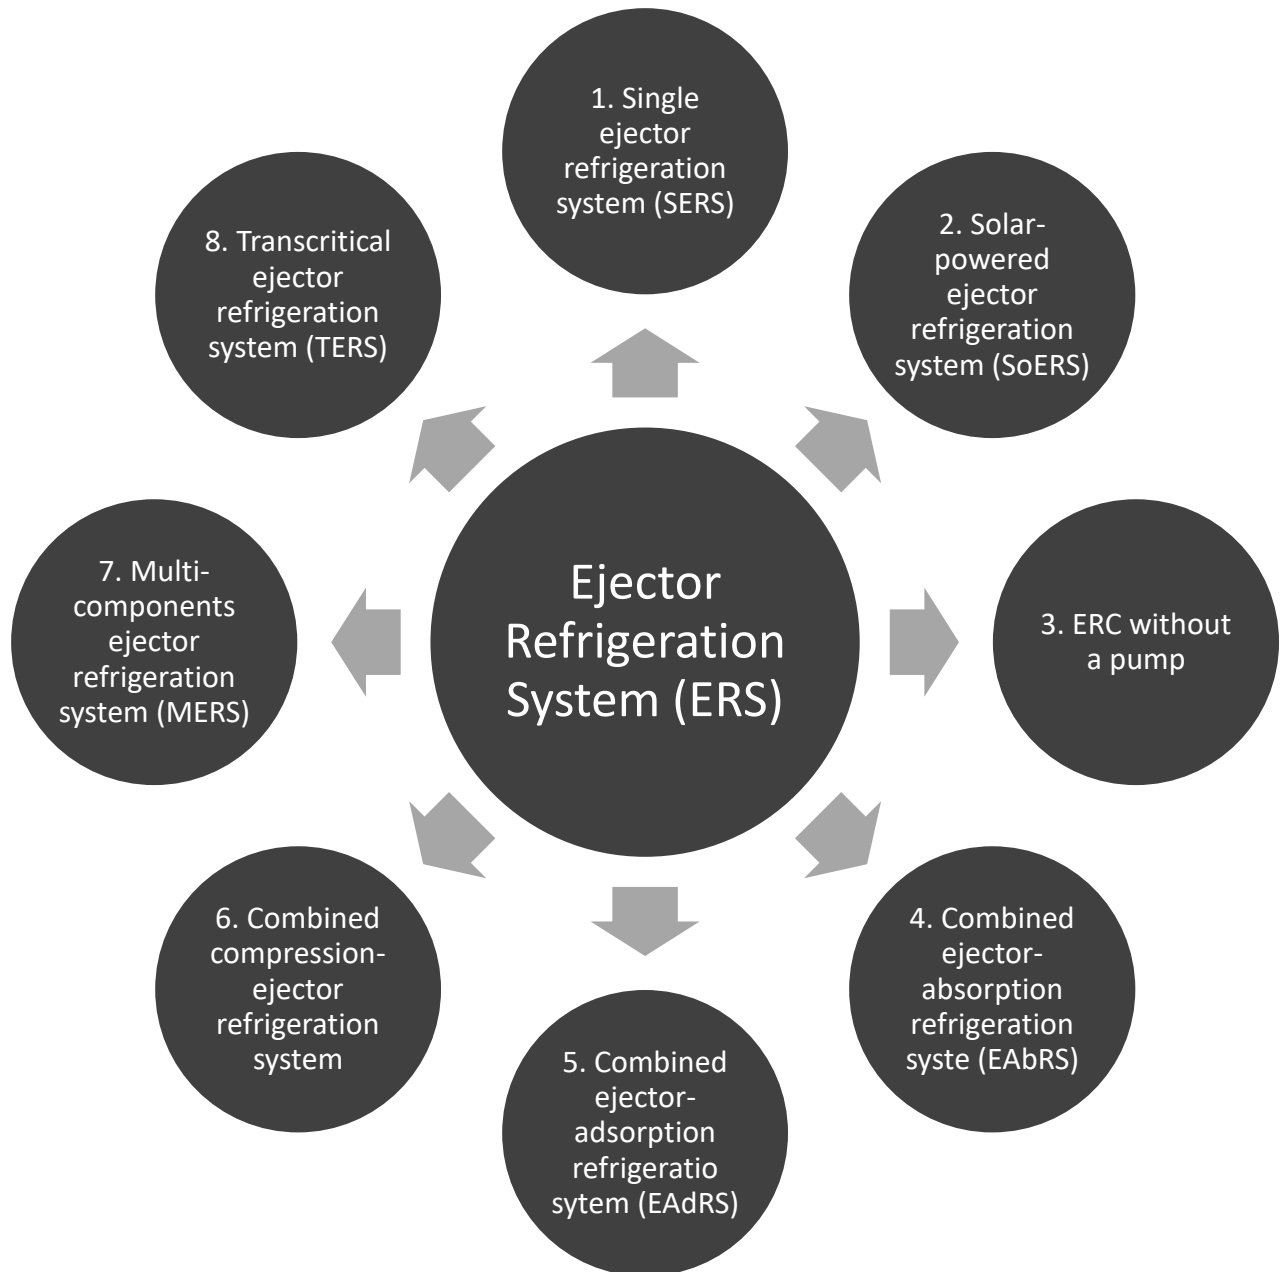 1. Single
ejector
refrigeration
system (SERS)
2. Solar-
powered
ejector
refrigeration
system (SoERS)
3. ERC without
a pump
4. Combined
ejector-
absorption
refrigeration
syste (EAbRS)
5. Combined
ejector-
adsorption
refrigeratio
sytem (EAdRS)
6. Combined
compression-
ejector
refrigeration
system
7. Multi-
components
ejector
refrigeration
system (MERS)
8. Transcritical
ejector
refrigeration
system (TERS)
Ejector
Refrigeration
System (ERS)